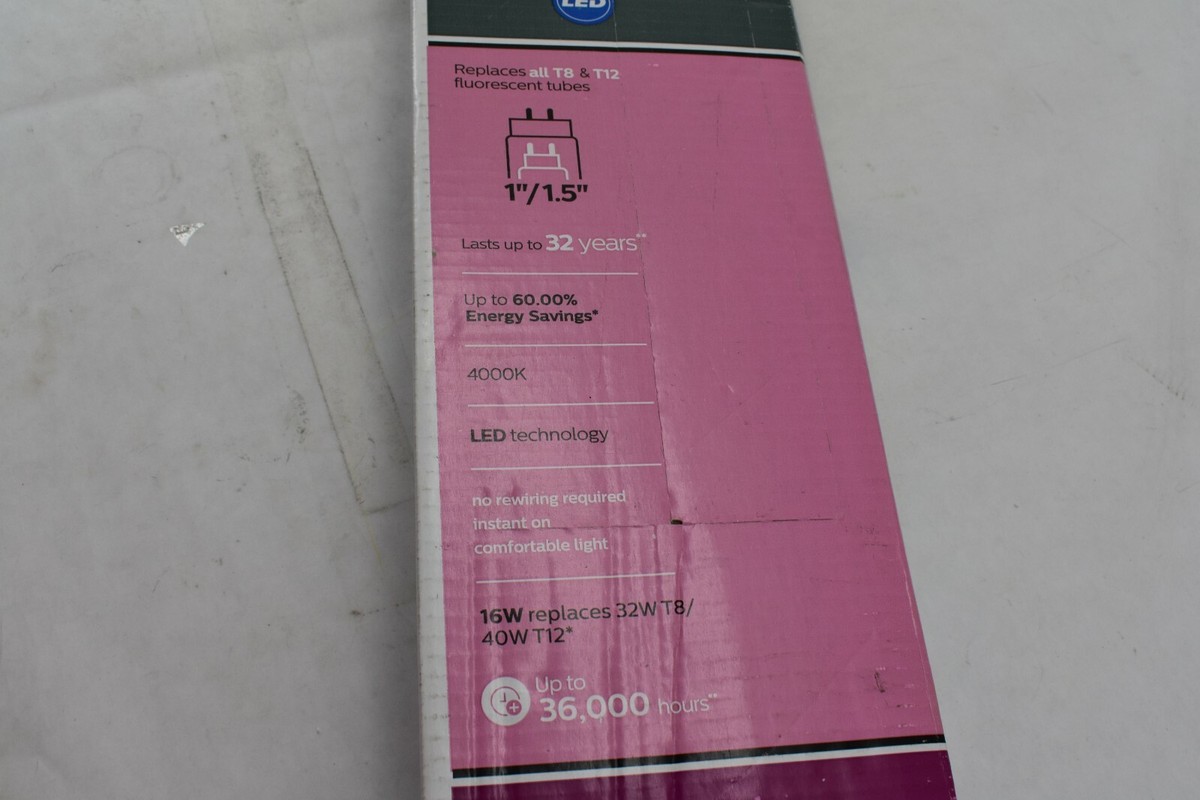 LED
Replaces all T8 & T12
fluorescent tubes
1"/1.5"
Lasts up to 32 years**
Up to 60.00%
Energy Savings*
4000K
LED technology
no rewiring required
instant on
comfortable light
16W replaces 32W T8/
40W T12*
Up to
36,000 hours**